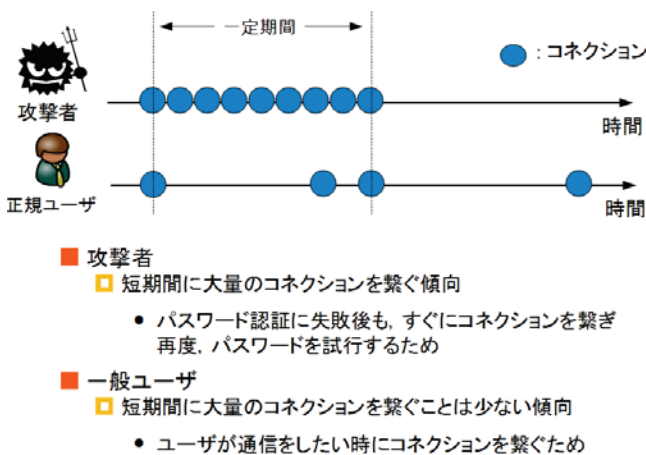 一定期間
：コネクション
攻撃者
時間
正規ユーザ
時間
攻撃者
短期間に大量のコネクションを繋ぐ傾向
• パスワード認証に失敗後も，すぐにコネクションを繋ぎ
再度，パスワードを試行するため
一般ユーザ
短期間に大量のコネクションを繋ぐことは少ない傾向
• ユーザが通信をしたい時にコネクションを繋ぐため